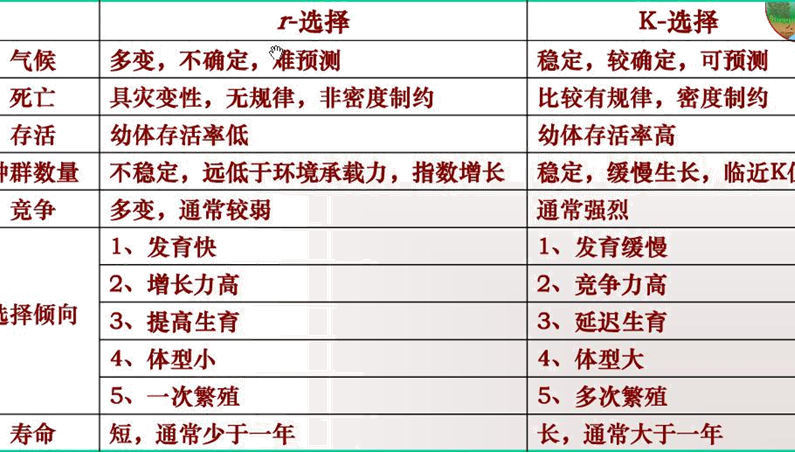 r-选择 K-选择
气候 多变，不确定，难预测 稳定，较确定，可预测
死亡 具灾变性，无规律，非密度制约 比较有规律，密度制约
存活 幼体存活率低 幼体存活率高
群数量 不稳定，远低于环境承载力，指数增长 稳定，缓慢生长，临近K
竞争 多变，通常较弱 通常强烈
选择倾向 1、发育快 1、发育缓慢
2、增长力高 2、竞争力高
3、提高生育 3、延迟生育
4、体型小 4、体型大
5、一次繁殖 5、多次繁殖
寿命 短，通常少于一年 长，通常大于一年